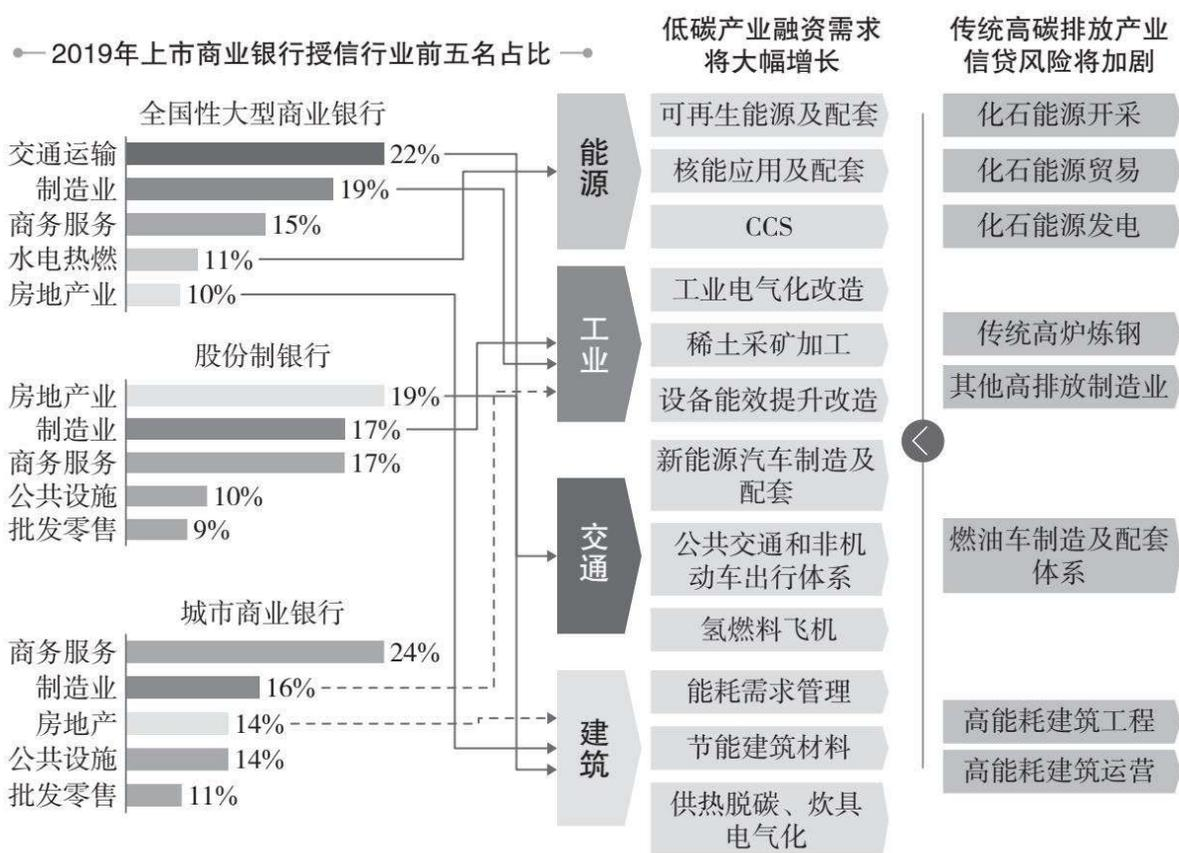 2019年上市商业银行授信行业前五名占比
全国性大型商业银行
交通运输 22%
制造业 19%
商务服务 15%
水电热燃 11%
房地产业 10%
股份制银行
房地产业 19%
制造业 17%
商务服务 17%
公共设施 10%
批发零售 9%
城市商业银行
商务服务 24%
制造业 16%
房地产 14%
公共设施 14%
批发零售 11%
低碳产业融资需求
将大幅增长
能源
可再生能源及配套
核能应用及配套
CCS
工业
工业电气化改造
稀土采矿加工
设备能效提升改造
交通
新能源汽车制造及
配套
公共交通和非机
动车出行体系
氢燃料飞机
建筑
能耗需求管理
节能建筑材料
供热脱碳、炊具
电气化
传统高碳排放产业
信贷风险将加剧
化石能源开采
化石能源贸易
化石能源发电
传统高炉炼钢
其他高排放制造业
燃油车制造及配套
体系
高能耗建筑工程
高能耗建筑运营